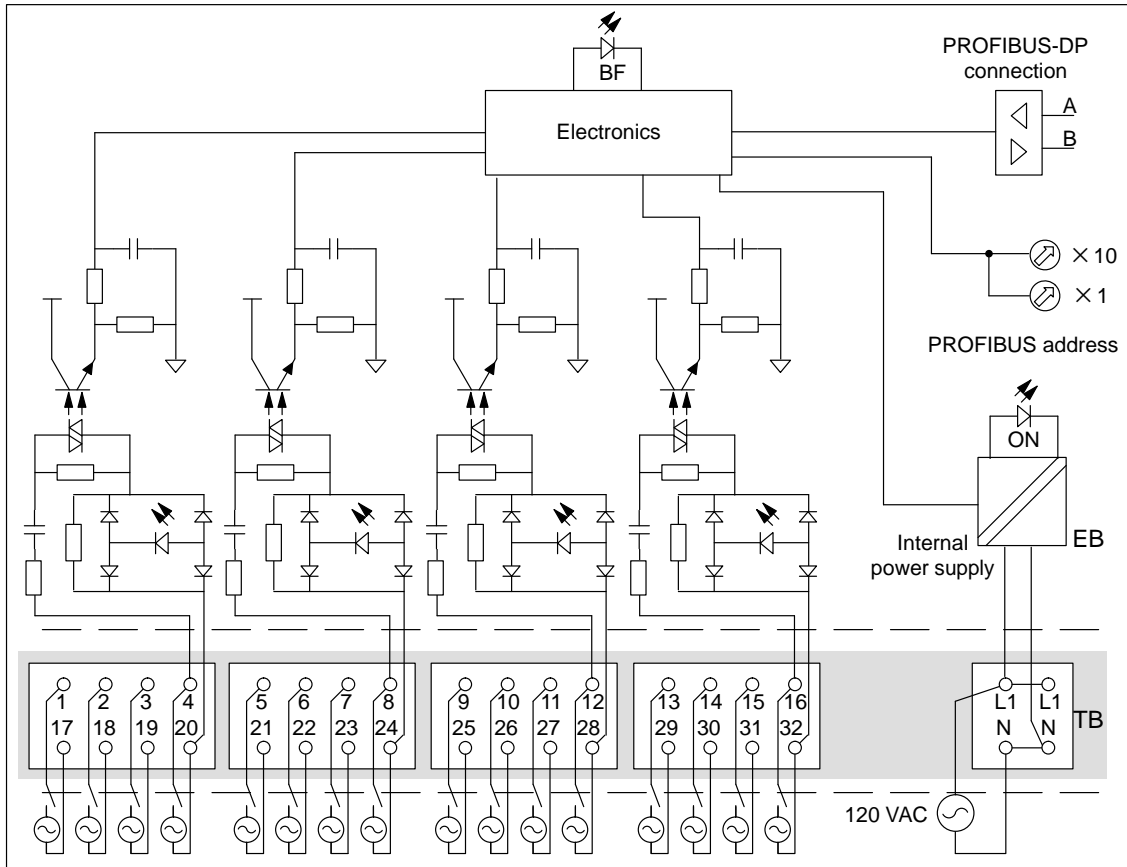 BF
PROFIBUS-DP
connection
Electronics
A
B
× 10
× 1
PROFIBUS address
ON
Internal
power supply
EB
1 2 3 4 5 6 7 8 9 10 11 12 13 14 15 16 L1 L1
17 18 19 20 21 22 23 24 25 26 27 28 29 30 31 32 N N
TB
120 VAC